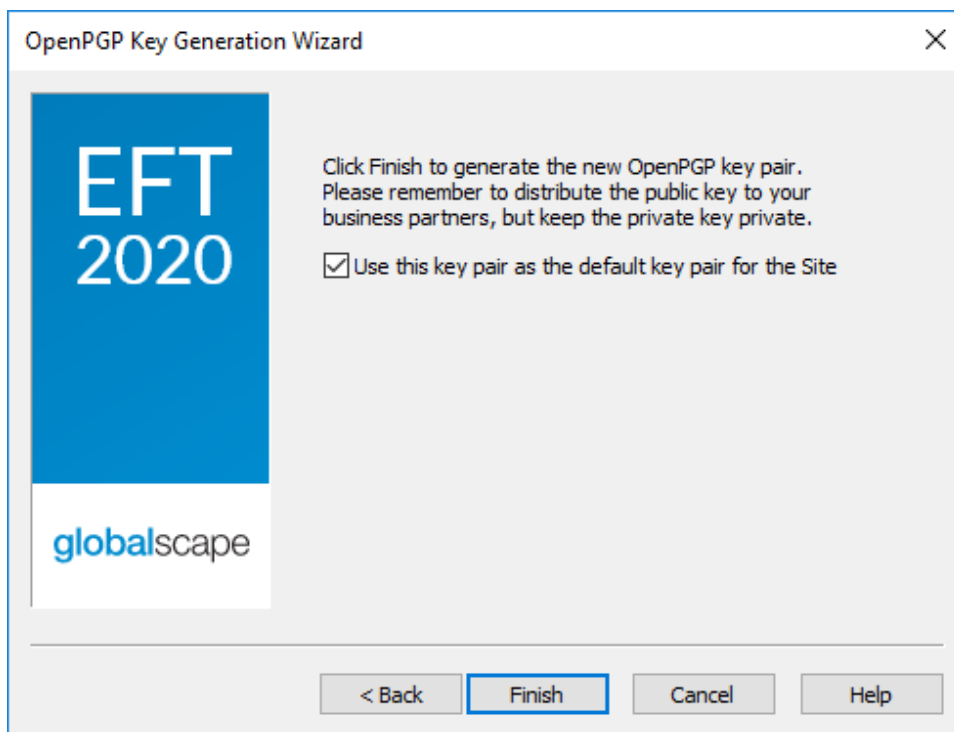 OpenPGP Key Generation Wizard
EFT
2020
globalscape
Click Finish to generate the new OpenPGP key pair.
Please remember to distribute the public key to your
business partners, but keep the private key private.
Use this key pair as the default key pair for the Site
< Back
Finish
Cancel
Help